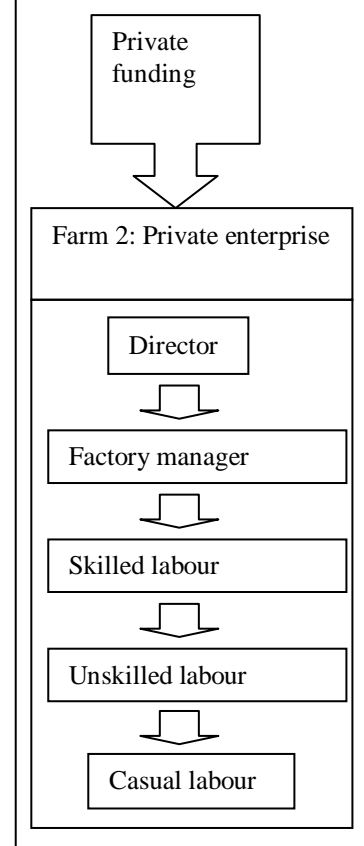 Private
funding
Farm 2: Private enterprise
Director
Factory manager
Skilled labour
Unskilled labour
Casual labour